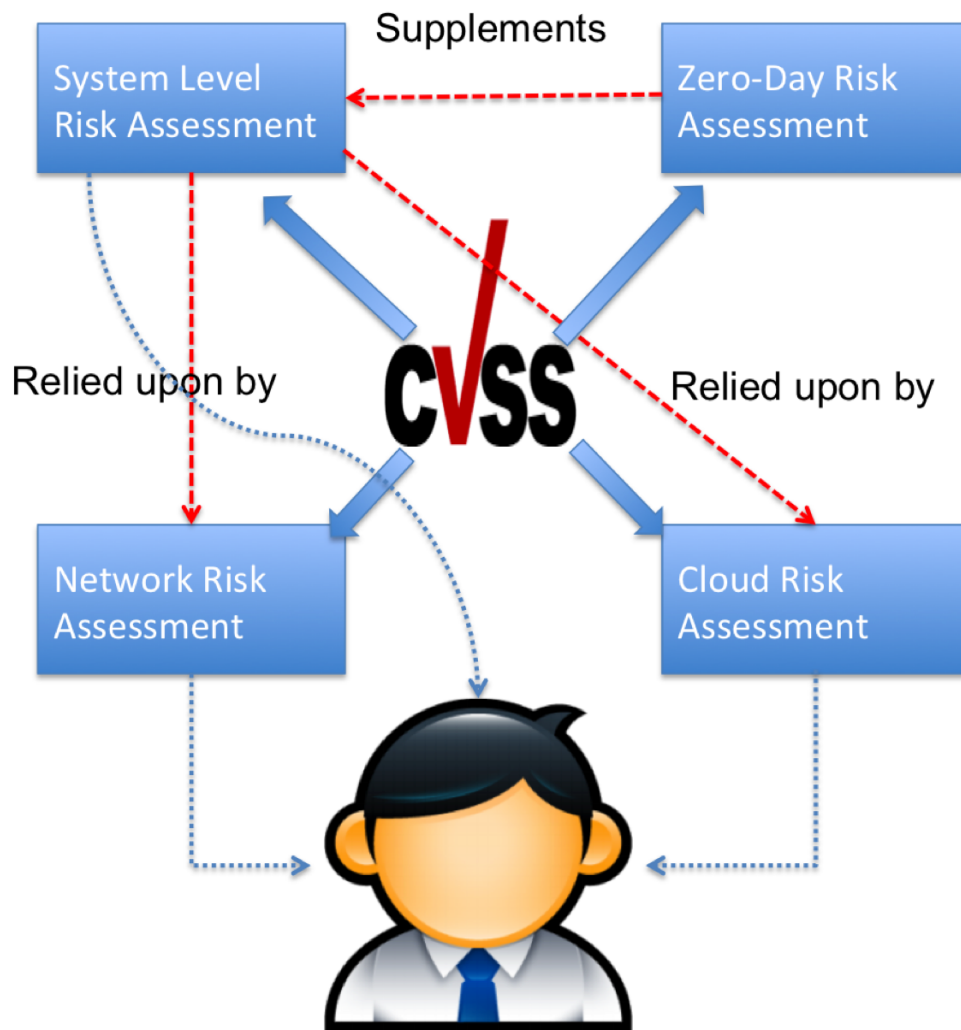 Supplements
System Level
Risk Assessment
Zero-Day Risk
Assessment
CVSS
Relied upon by
Relied upon by
Network Risk
Assessment
Cloud Risk
Assessment